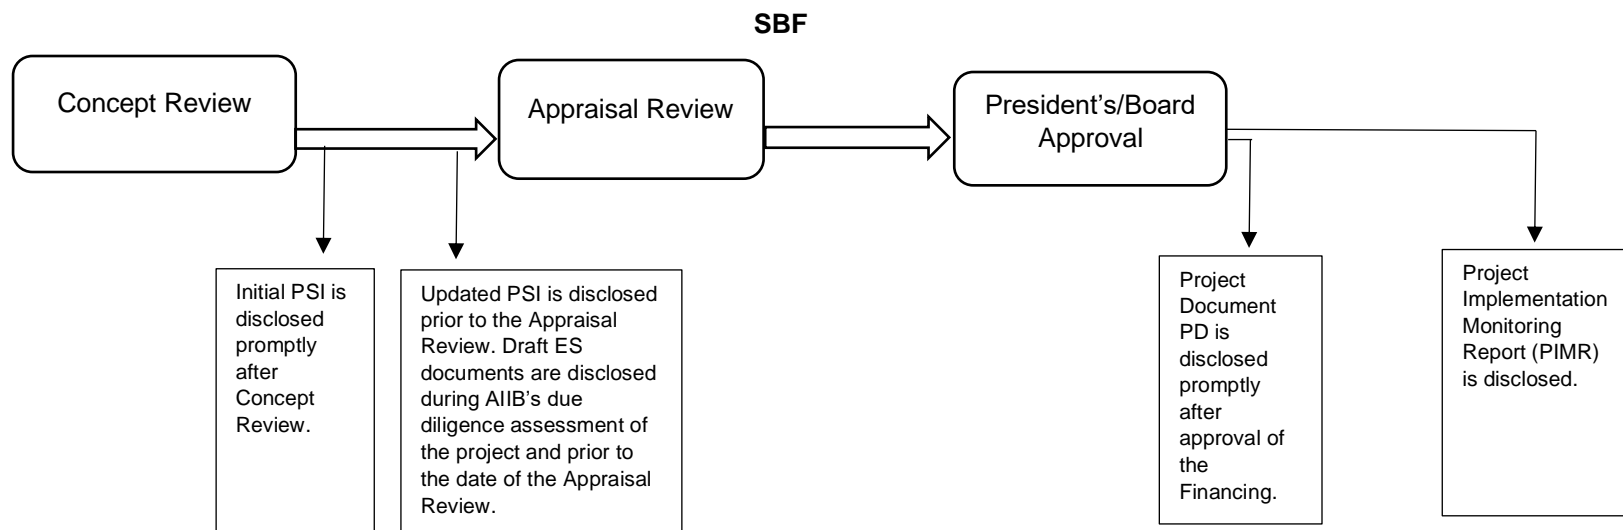 SBF
Concept Review
Appraisal Review
President’s/Board
Approval
Initial PSI is
disclosed
promptly
after
Concept
Review.
Updated PSI is disclosed
prior to the Appraisal
Review. Draft ES
documents are disclosed
during AIIB’s due
diligence assessment of
the project and prior to
the date of the Appraisal
Review.
Project
Document
PD is
disclosed
promptly
after
approval of
the
Financing.
Project
Implementation
Monitoring
Report (PIMR)
is disclosed.